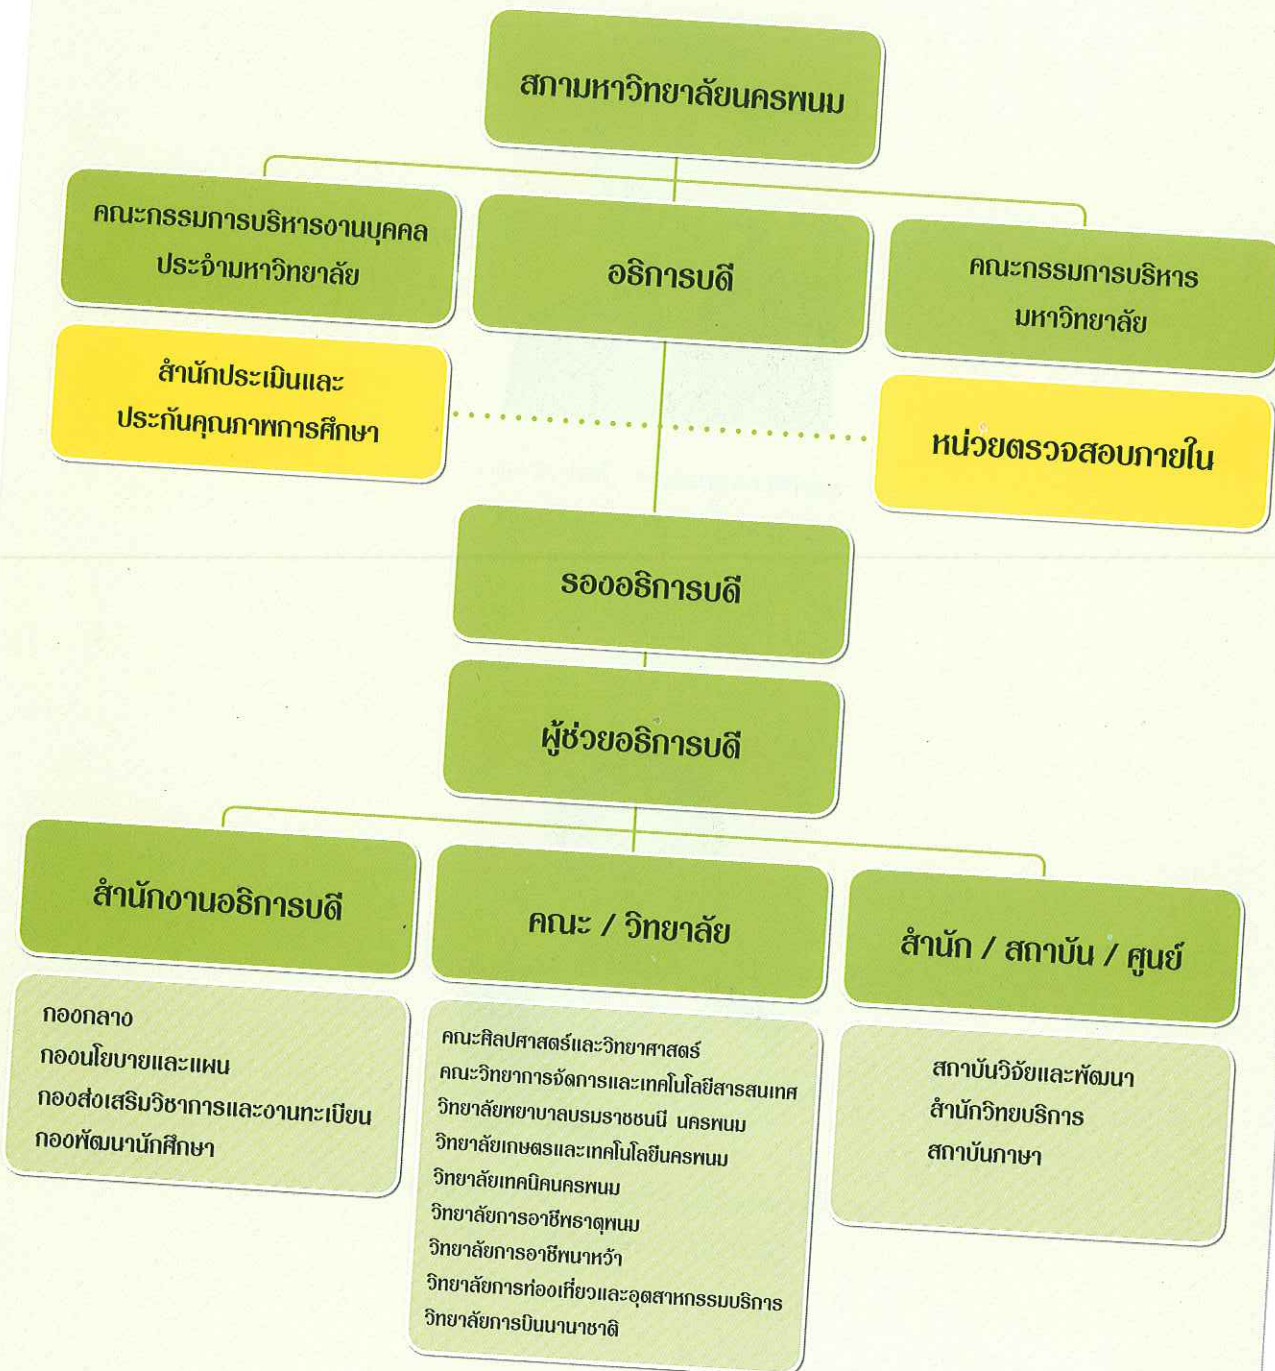 สภามหาวิทยาลัยนครพนม
คณะกรรมการบริหารงานบุคคล
ประจำมหาวิทยาลัย
อธิการบดี
คณะกรรมการบริหาร
มหาวิทยาลัย
สำนักประเมินและ
ประกันคุณภาพการศึกษา
หน่วยตรวจสอบภายใน
รองอธิการบดี
ผู้ช่วยอธิการบดี
สำนักงานอธิการบดี
กองกลาง
กองนโยบายและแผน
กองส่งเสริมวิชาการและงานทะเบียน
กองพัฒนานักศึกษา
คณะ / วิทยาลัย
คณะศิลปศาสตร์และวิทยาศาสตร์
คณะวิทยาการจัดการและเทคโนโลยีสารสนเทศ
วิทยาลัยพยาบาลบรมราชชนนี นครพนม
วิทยาลัยเกษตรและเทคโนโลยีนครพนม
วิทยาลัยเทคนิคนครพนม
วิทยาลัยการอาชีพธาตุพนม
วิทยาลัยการอาชีพนาหว้า
วิทยาลัยการท่องเที่ยวและอุตสาหกรรมบริการ
วิทยาลัยการบินนานาชาติ
สำนัก / สถาบัน / ศูนย์
สถาบันวิจัยและพัฒนา
สำนักวิทยบริการ
สถาบันภาษา